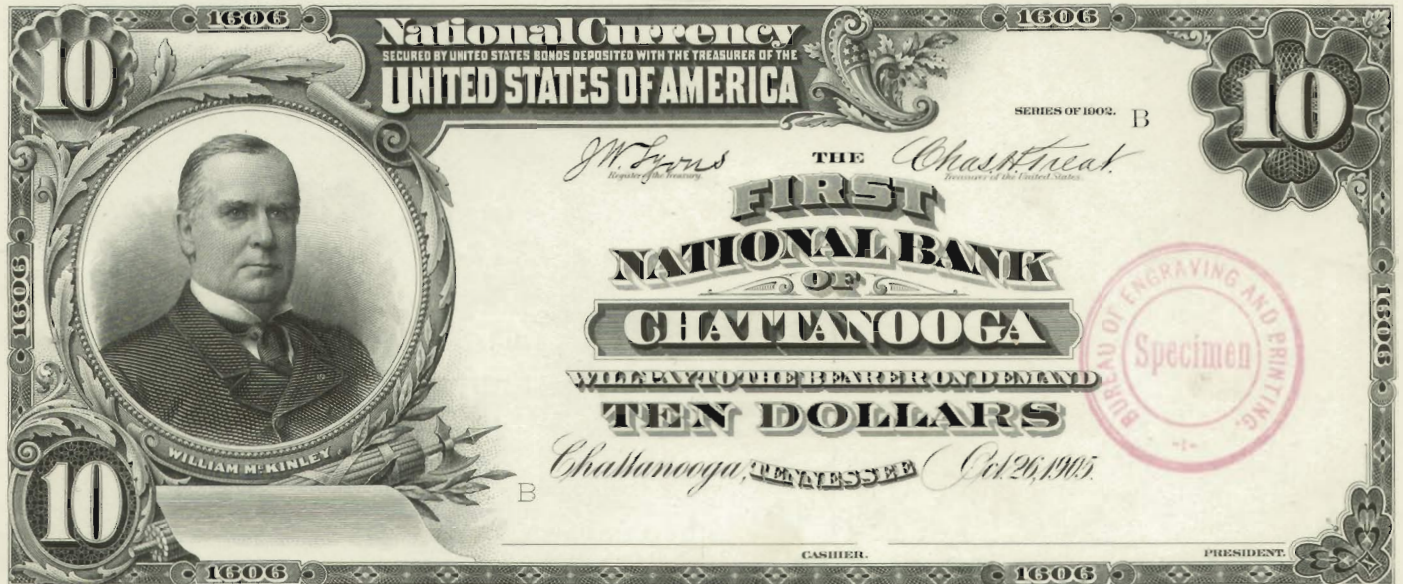 1606
1606
10
National Currency
SECURED BY UNITED STATES BONDS DEPOSITED WITH THE TREASURER OF THE
UNITED STATES OF AMERICA
10
SERIES OF 1902. B
J W. Lyons
Register of the Treasury.
THE
Chas. H. Treat.
Treasurer of the United States.
FIRST
NATIONAL BANK
OF
CHATTANOOGA
WILL PAY TO THE BEARER ON DEMAND
TEN DOLLARS
Chattanooga, TENNESSEE Oct. 26, 1905.
BUREAU OF ENGRAVING AND PRINTING.
Specimen
-1-
1606
1606
WILLIAM McKINLEY
10
B
CASHIER.
PRESIDENT.
1606
1606